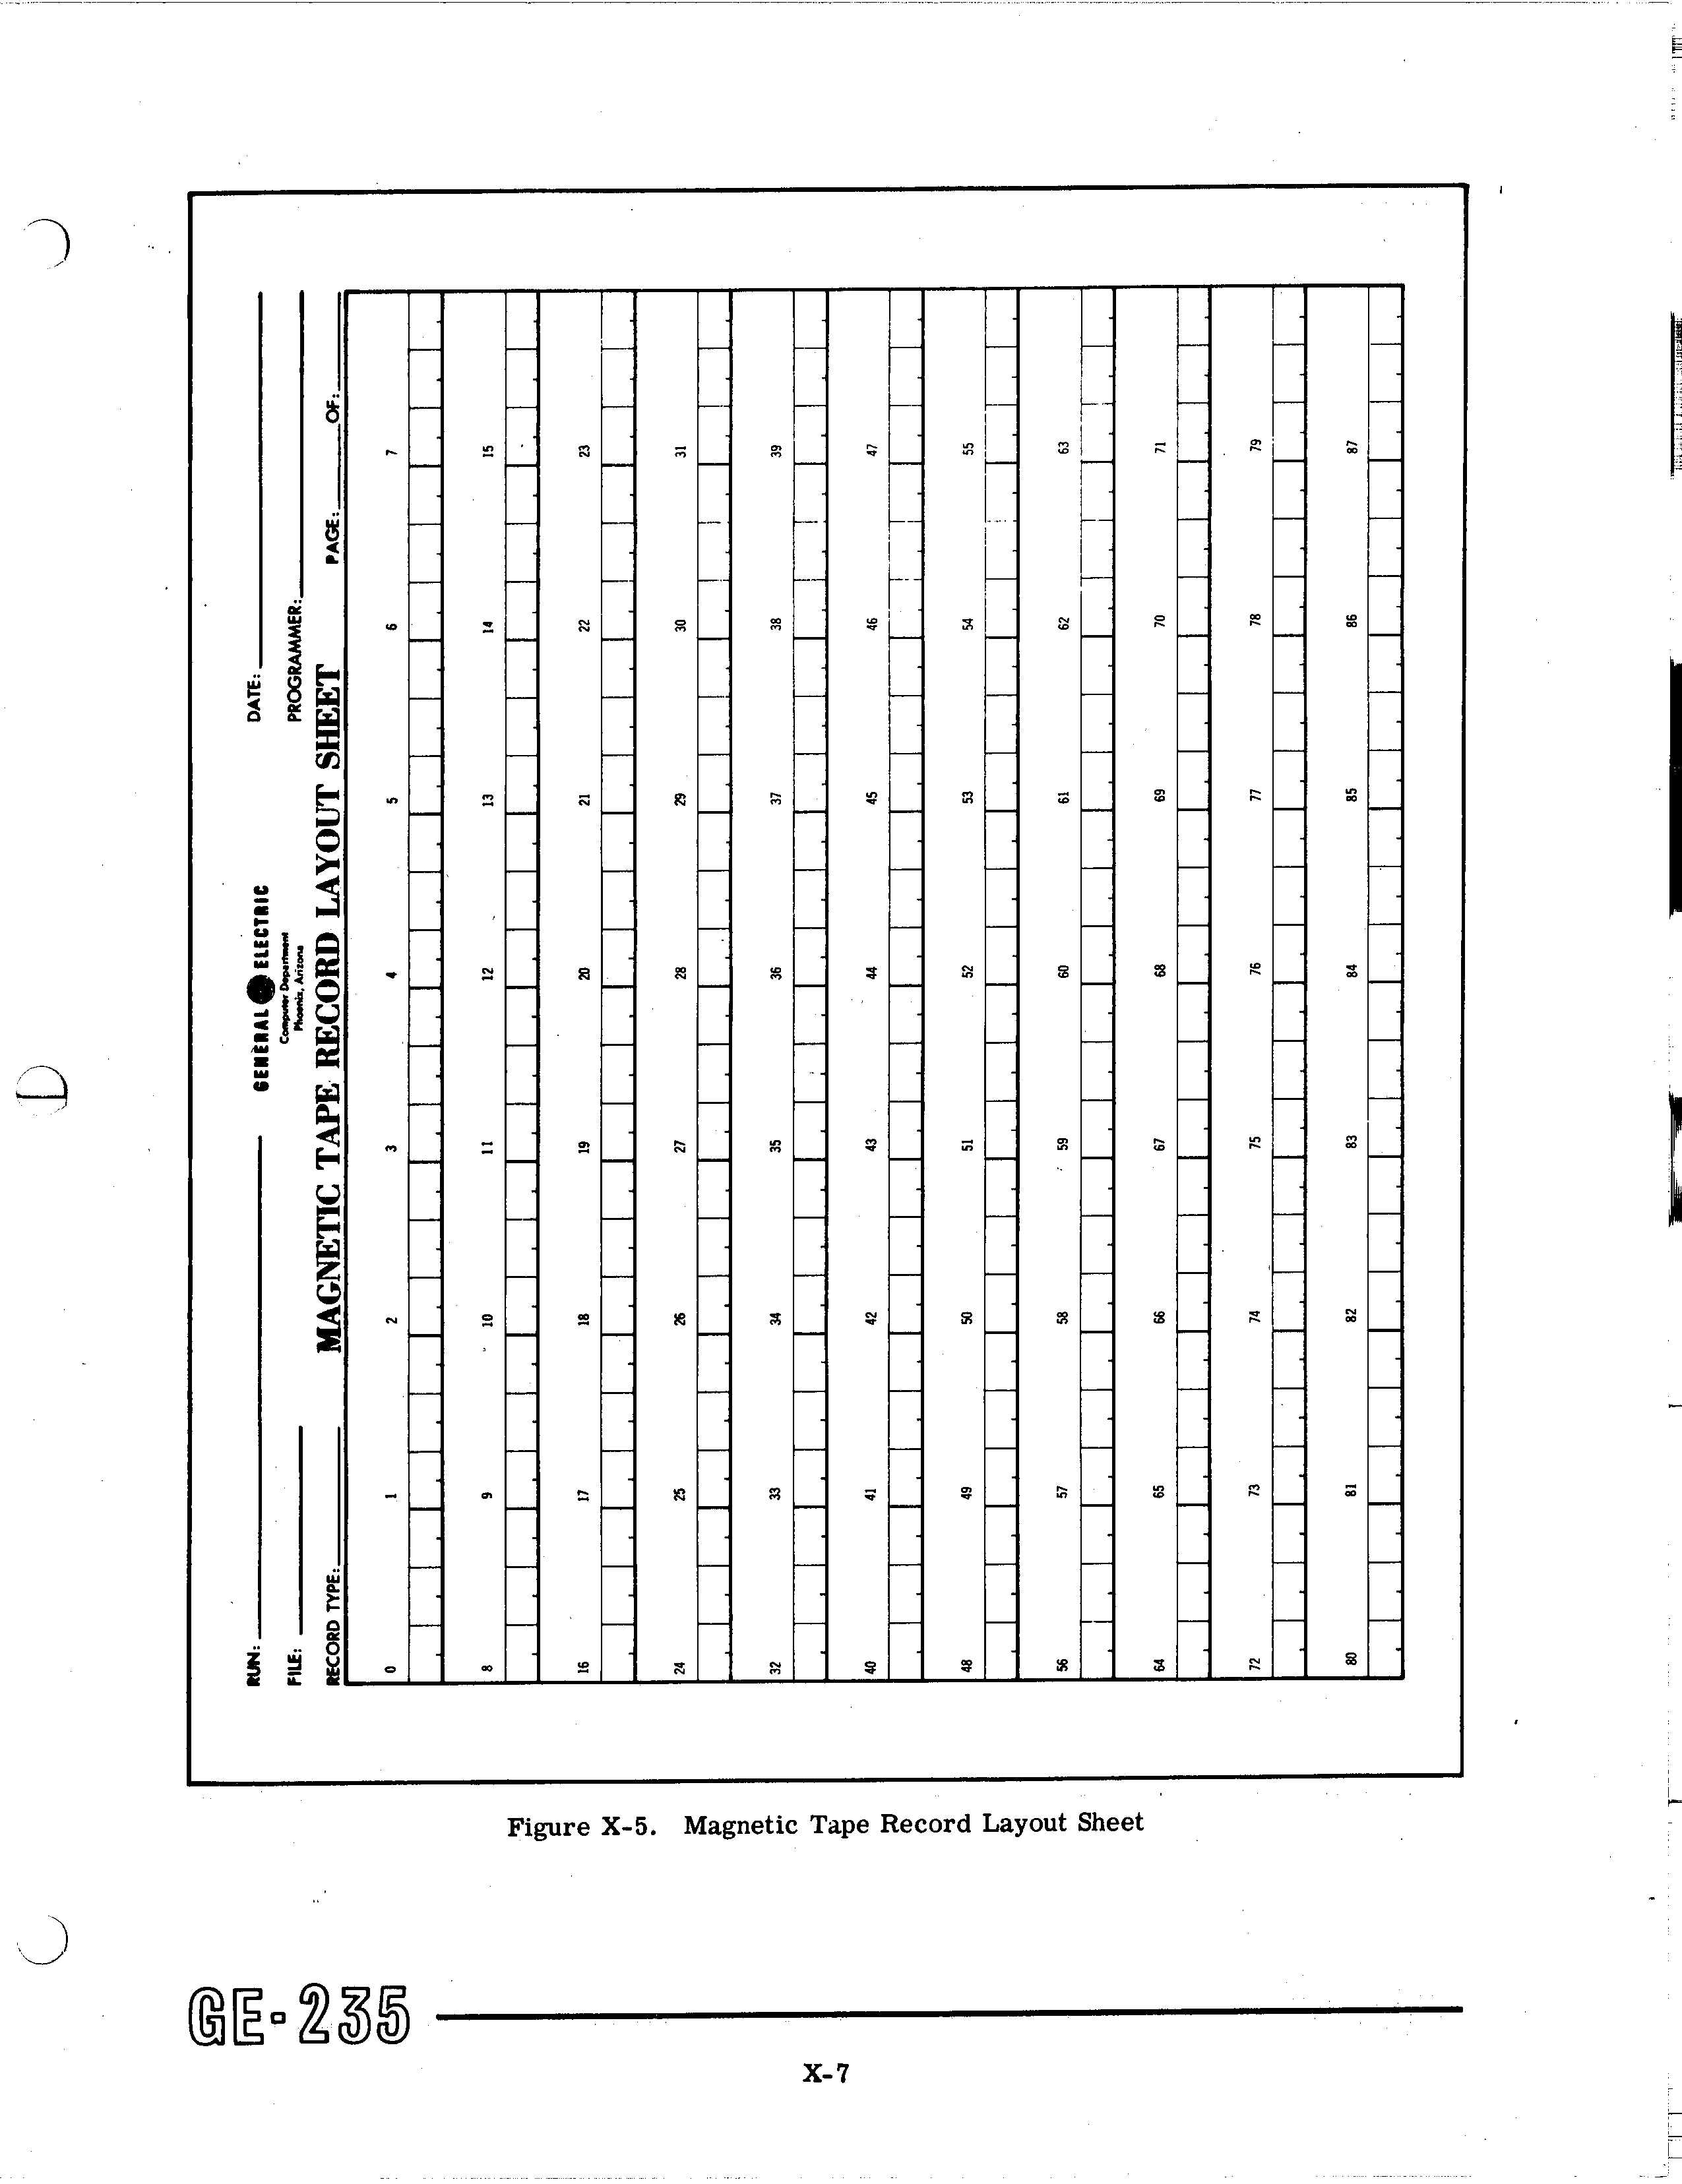 RUN: DATE:
GENERAL ELECTRIC
Computer Department
Phoenix, Arizona
FILE: PROGRAMMER:
RECORD TYPE: MAGNETIC TAPE RECORD LAYOUT SHEET PAGE: OF:
0 1 2 3 4 5 6 7
8 9 10 11 12 13 14 15
16 17 18 19 20 21 22 23
24 25 26 27 28 29 30 31
32 33 34 35 36 37 38 39
40 41 42 43 44 45 46 47
48 49 50 51 52 53 54 55
56 57 58 59 60 61 62 63
64 65 66 67 68 69 70 71
72 73 74 75 76 77 78 79
80 81 82 83 84 85 86 87
Figure X-5. Magnetic Tape Record Layout Sheet
GE-235
X-7